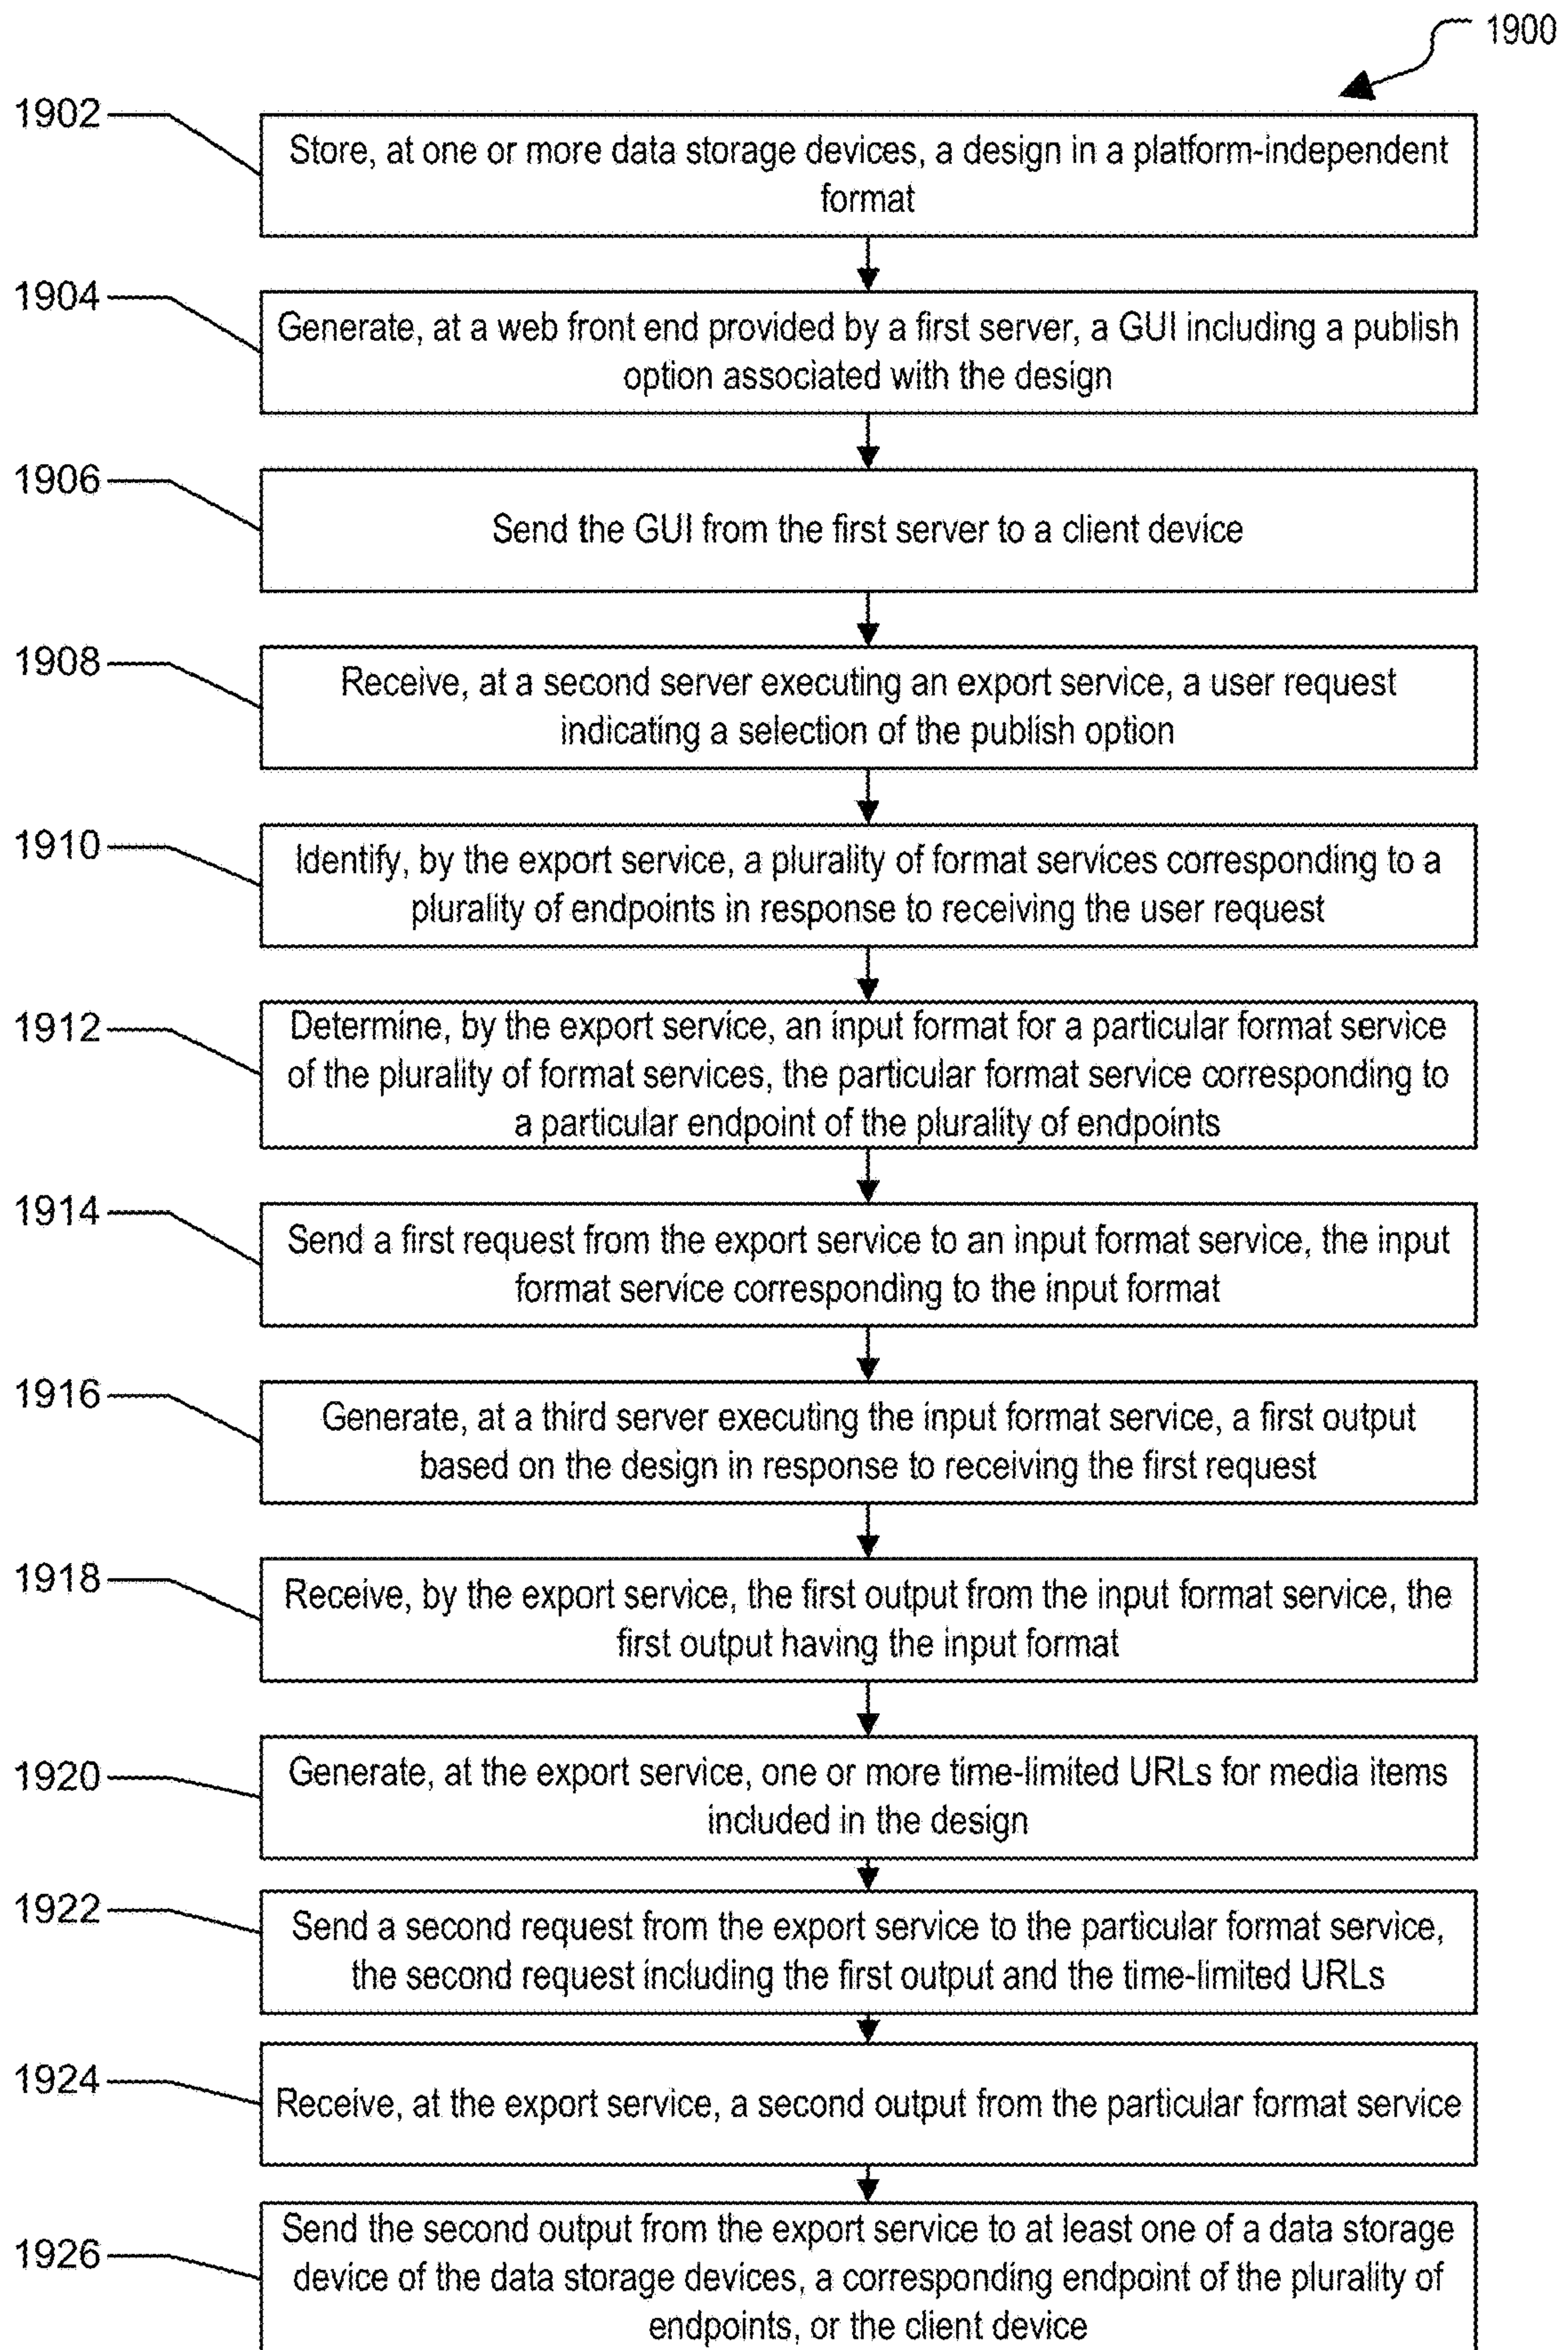 1900
1902
Store, at one or more data storage devices, a design in a platform-independent
format
1904
Generate, at a web front end provided by a first server, a GUI including a publish
option associated with the design
1906
Send the GUI from the first server to a client device
1908
Receive, at a second server executing an export service, a user request
indicating a selection of the publish option
1910
Identify, by the export service, a plurality of format services corresponding to a
plurality of endpoints in response to receiving the user request
1912
Determine, by the export service, an input format for a particular format service
of the plurality of format services, the particular format service corresponding to
a particular endpoint of the plurality of endpoints
1914
Send a first request from the export service to an input format service, the input
format service corresponding to the input format
1916
Generate, at a third server executing the input format service, a first output
based on the design in response to receiving the first request
1918
Receive, by the export service, the first output from the input format service, the
first output having the input format
1920
Generate, at the export service, one or more time-limited URLs for media items
included in the design
1922
Send a second request from the export service to the particular format service,
the second request including the first output and the time-limited URLs
1924
Receive, at the export service, a second output from the particular format service
1926
Send the second output from the export service to at least one of a data storage
device of the data storage devices, a corresponding endpoint of the plurality of
endpoints, or the client device